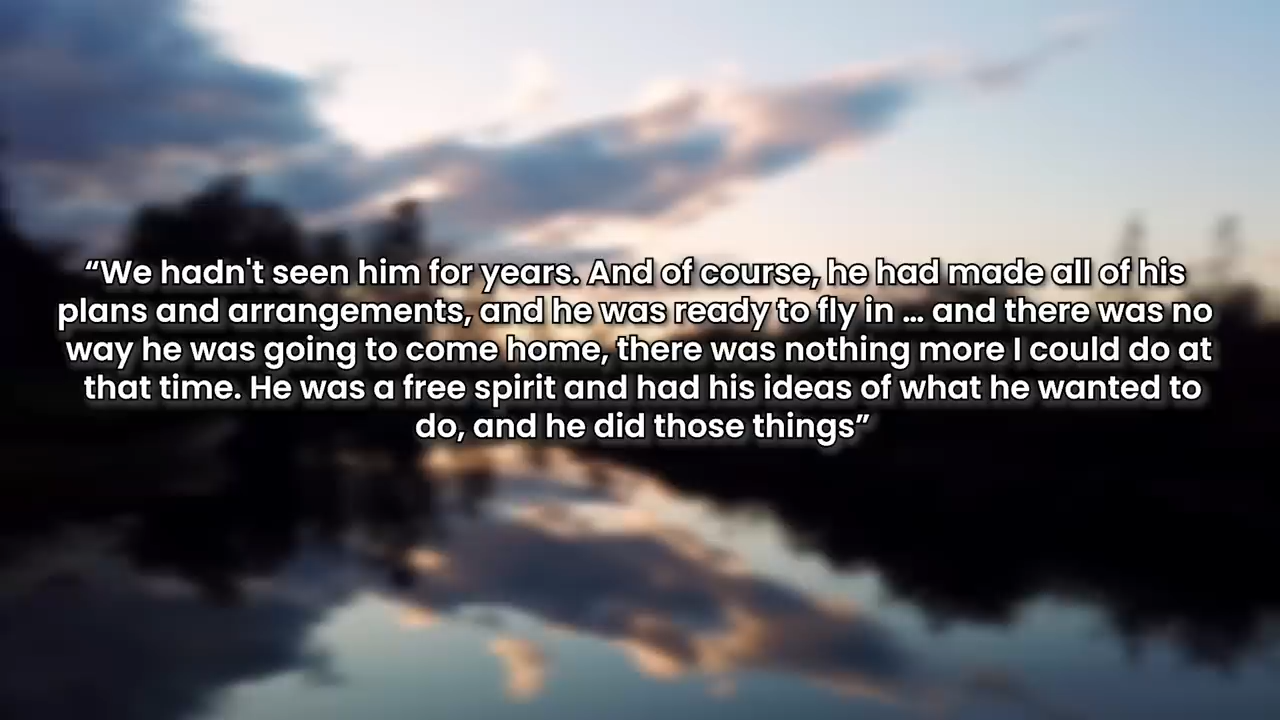 “We hadn't seen him for years. And of course, he had made all of his
plans and arrangements, and he was ready to fly in ... and there was no
way he was going to come home, there was nothing more I could do at
that time. He was a free spirit and had his ideas of what he wanted to
do, and he did those things”